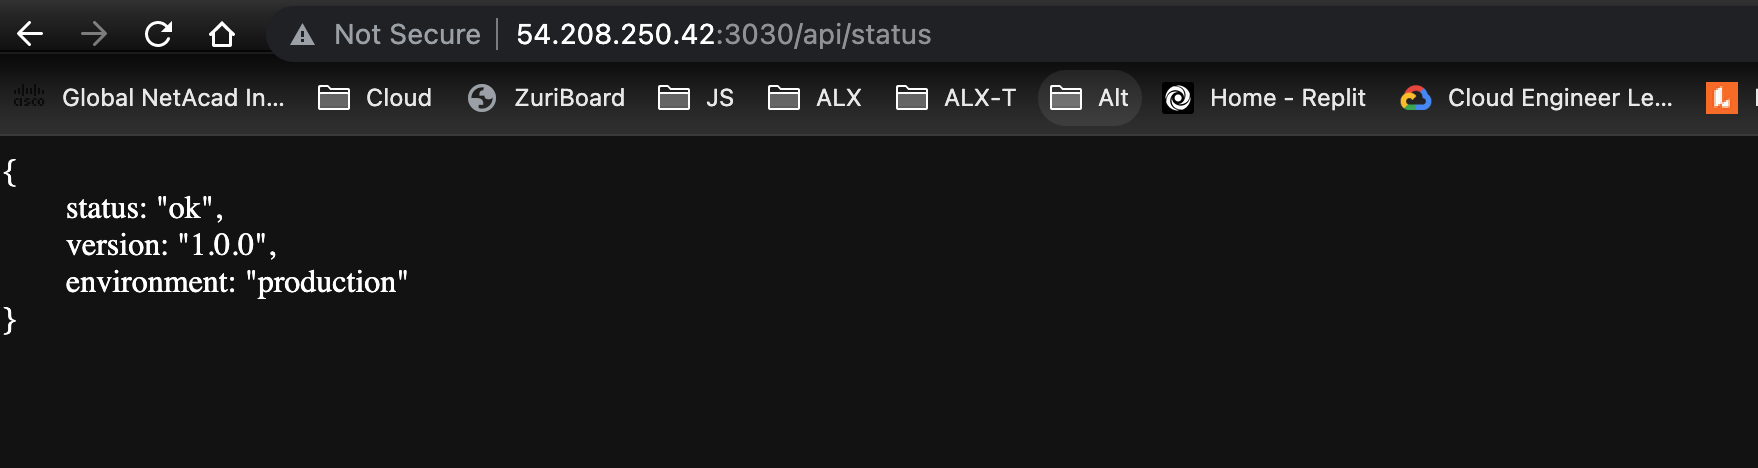 Not Secure 54.208.250.42:3030/api/status
cisco Global NetAcad In... Cloud ZuriBoard JS ALX ALX-T Alt Home - Replit Cloud Engineer Le...
{
status: "ok",
version: "1.0.0",
environment: "production"
}